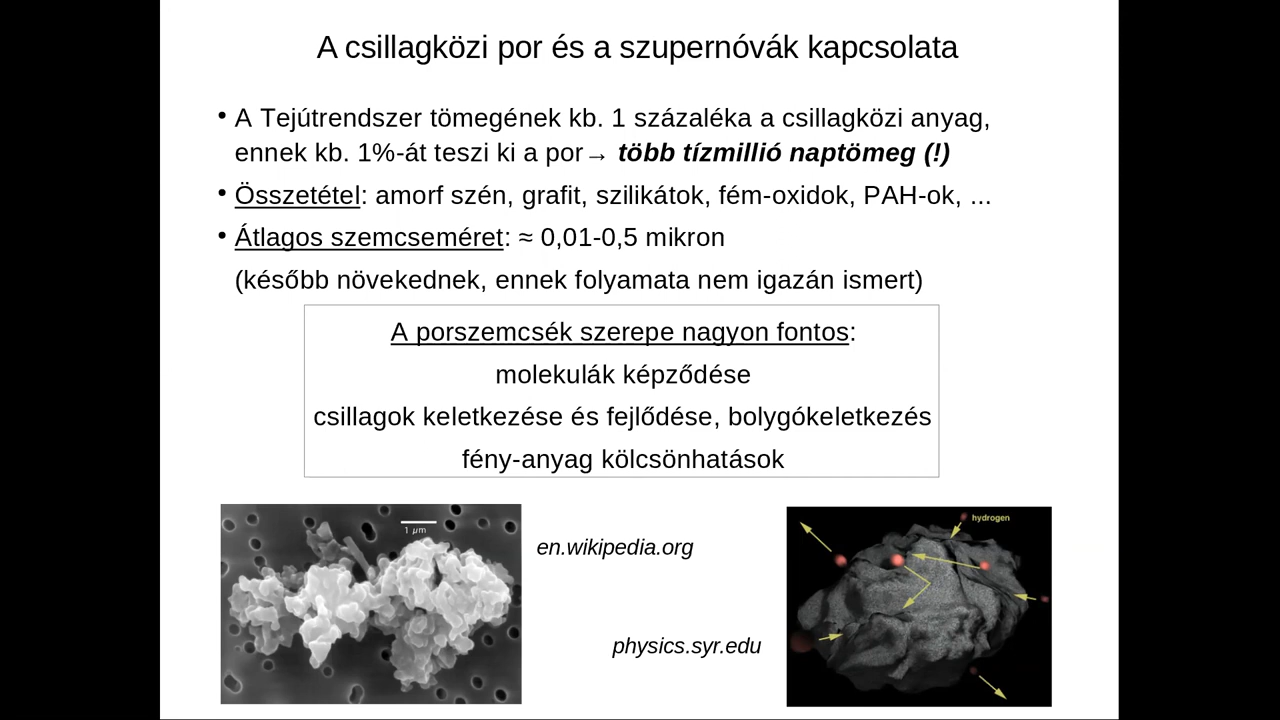 A csillagközi por és a szupernóvák kapcsolata
• A Tejútrendszer tömegének kb. 1 százaléka a csillagközi anyag,
ennek kb. 1%-át teszi ki a por→ több tízmillió naptömeg (!)
• Összetétel: amorf szén, grafit, szilikátok, fém-oxidok, PAH-ok, ...
• Átlagos szemcseméret: ≈ 0,01-0,5 mikron
(később növekednek, ennek folyamata nem igazán ismert)
A porszemcsék szerepe nagyon fontos:
molekulák képződése
csillagok keletkezése és fejlődése, bolygókeletkezés
fény-anyag kölcsönhatások
1 µm
en.wikipedia.org
hydrogen
physics.syr.edu